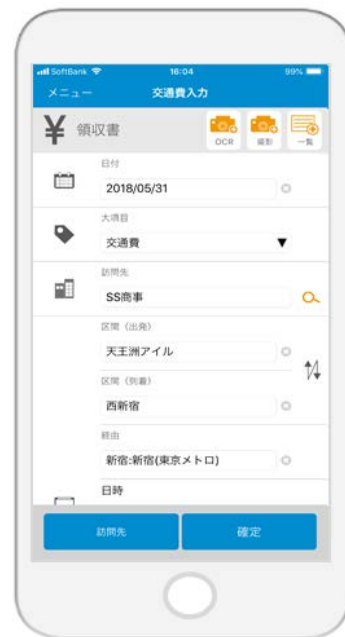 SoftBank 16:04 99%
メニュー 交通費入力
¥ 領収書
OCR 撮影 一覧
日付
2018/05/31
大項目
交通費 ▼
訪問先
SS商事
区間（出発）
天王洲アイル
区間（到着）
西新宿
経由
新宿:新宿(東京メトロ)
日時
訪問先 確定